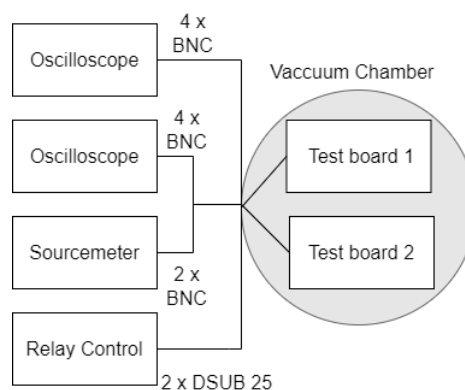 4 x
BNC
Oscilloscope
Vaccuum Chamber
4 x
BNC
Oscilloscope
Test board 1
Sourcemeter
Test board 2
2 x
BNC
Relay Control
2 x DSUB 25